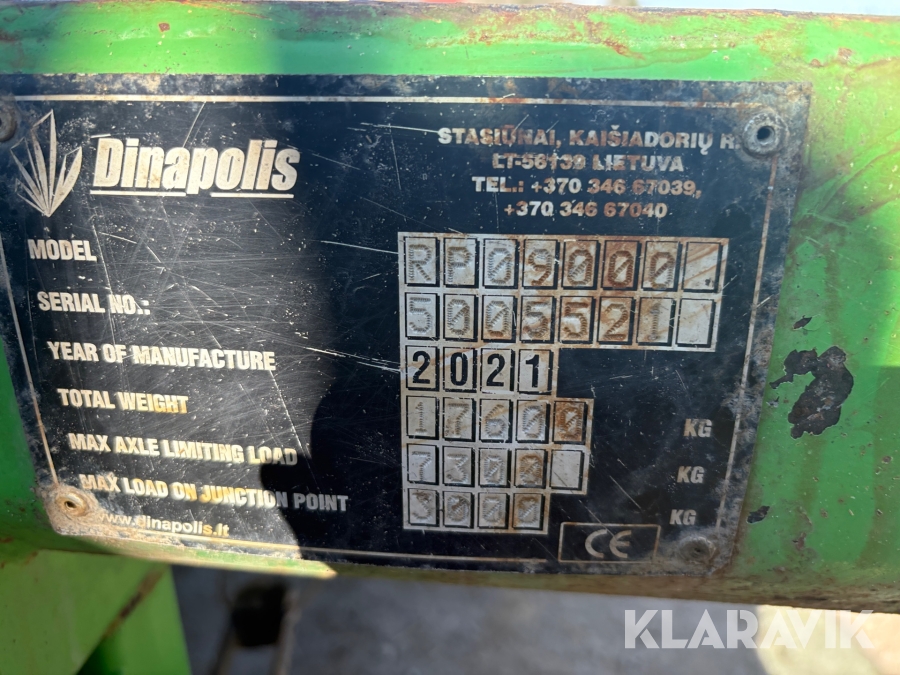 Dinapolis
STASIŪNAI, KAIŠIADORIŲ R.
LT-56139 LIETUVA
TEL.: +370 346 67039,
+370 346 67040
MODEL RP09000
SERIAL NO.: 5005521
YEAR OF MANUFACTURE 2021
TOTAL WEIGHT 17600 KG
MAX AXLE LIMITING LOAD 7300 KG
MAX LOAD ON JUNCTION POINT 3000 KG
www.dinapolis.lt
CE
KLARAVIK